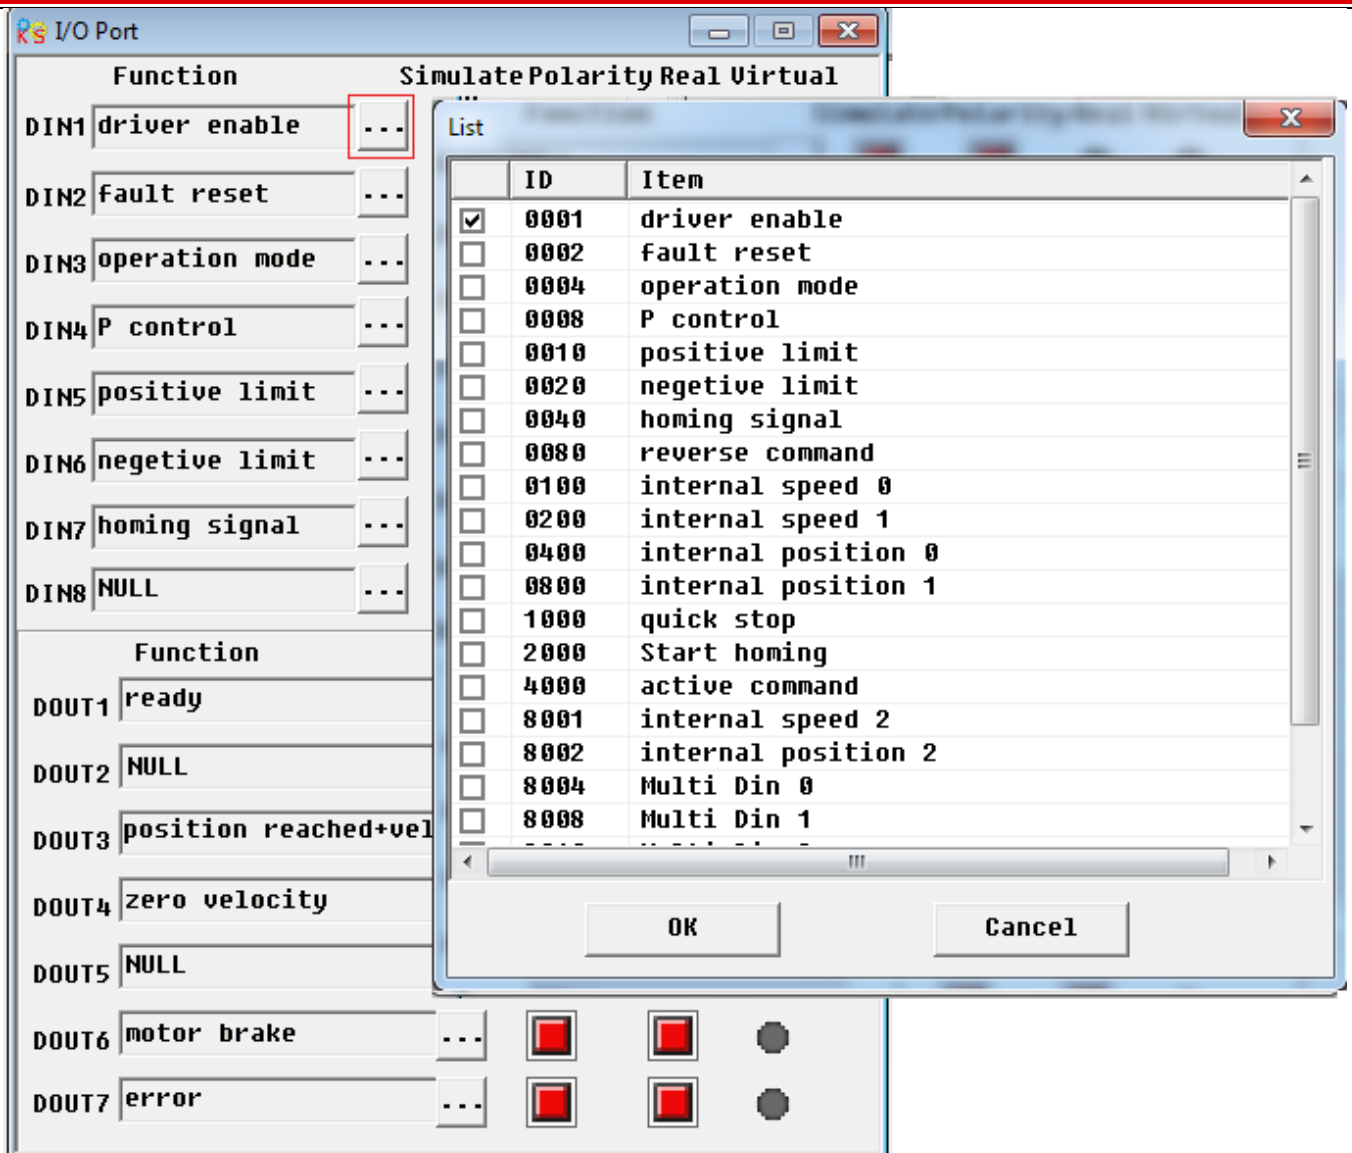 I/O Port
Function Simulate Polarity Real Virtual
DIN1 driver enable ...
DIN2 fault reset ...
DIN3 operation mode ...
DIN4 P control ...
DIN5 positive limit ...
DIN6 negetive limit ...
DIN7 homing signal ...
DIN8 NULL ...
Function
DOUT1 ready
DOUT2 NULL
DOUT3 position reached+vel
DOUT4 zero velocity
DOUT5 NULL
DOUT6 motor brake ...
DOUT7 error ...
List
ID Item
0001 driver enable
0002 fault reset
0004 operation mode
0008 P control
0010 positive limit
0020 negetive limit
0040 homing signal
0080 reverse command
0100 internal speed 0
0200 internal speed 1
0400 internal position 0
0800 internal position 1
1000 quick stop
2000 Start homing
4000 active command
8001 internal speed 2
8002 internal position 2
8004 Multi Din 0
8008 Multi Din 1
OK Cancel